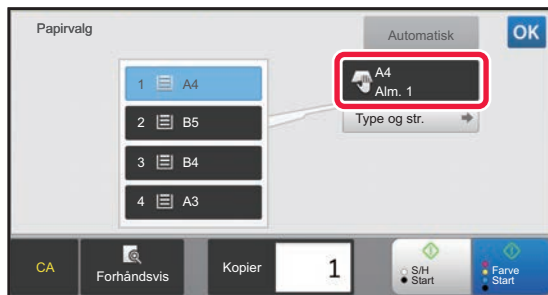 Papirvalg
Automatisk
OK
1 A4
A4
Alm. 1
2 B5
Type og str.
3 B4
4 A3
CA
Forhåndsvis
Kopier
1
S/H
Start
Farve
Start